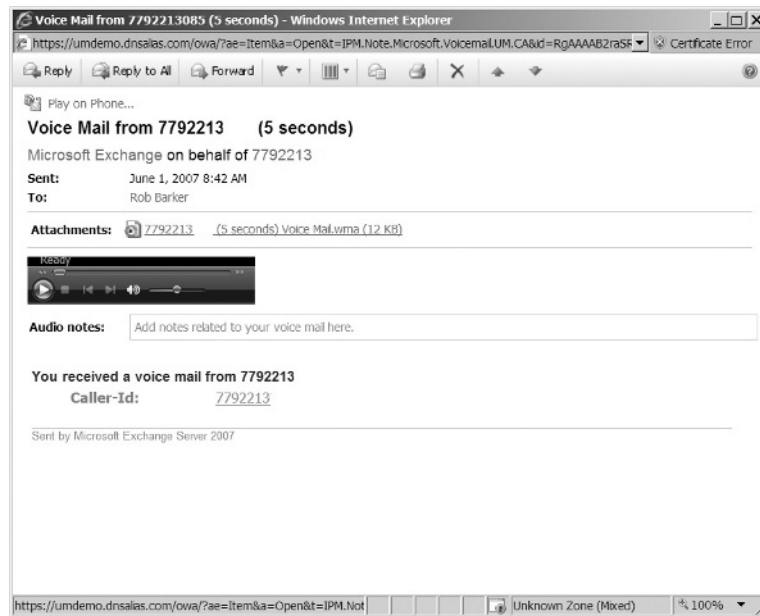 Voice Mail from 7792213085 (5 seconds) - Windows Internet Explorer
https://umdemo.dnsalias.com/owa/?ae=Item&a=Open&t=IPM.Note.Microsoft.Voicemail.UM.CA&id=RgAAAAB2raSF Certificate Error
Reply Reply to All Forward
Play on Phone...
Voice Mail from 7792213 (5 seconds)
Microsoft Exchange on behalf of 7792213
Sent: June 1, 2007 8:42 AM
To: Rob Barker
Attachments: 7792213 (5 seconds) Voice Mail.wma (12 KB)
Ready
Audio notes: Add notes related to your voice mail here.
You received a voice mail from 7792213
Caller-Id: 7792213
Sent by Microsoft Exchange Server 2007
https://umdemo.dnsalias.com/owa/?ae=Item&a=Open&t=IPM.Not Unknown Zone (Mixed) 100%